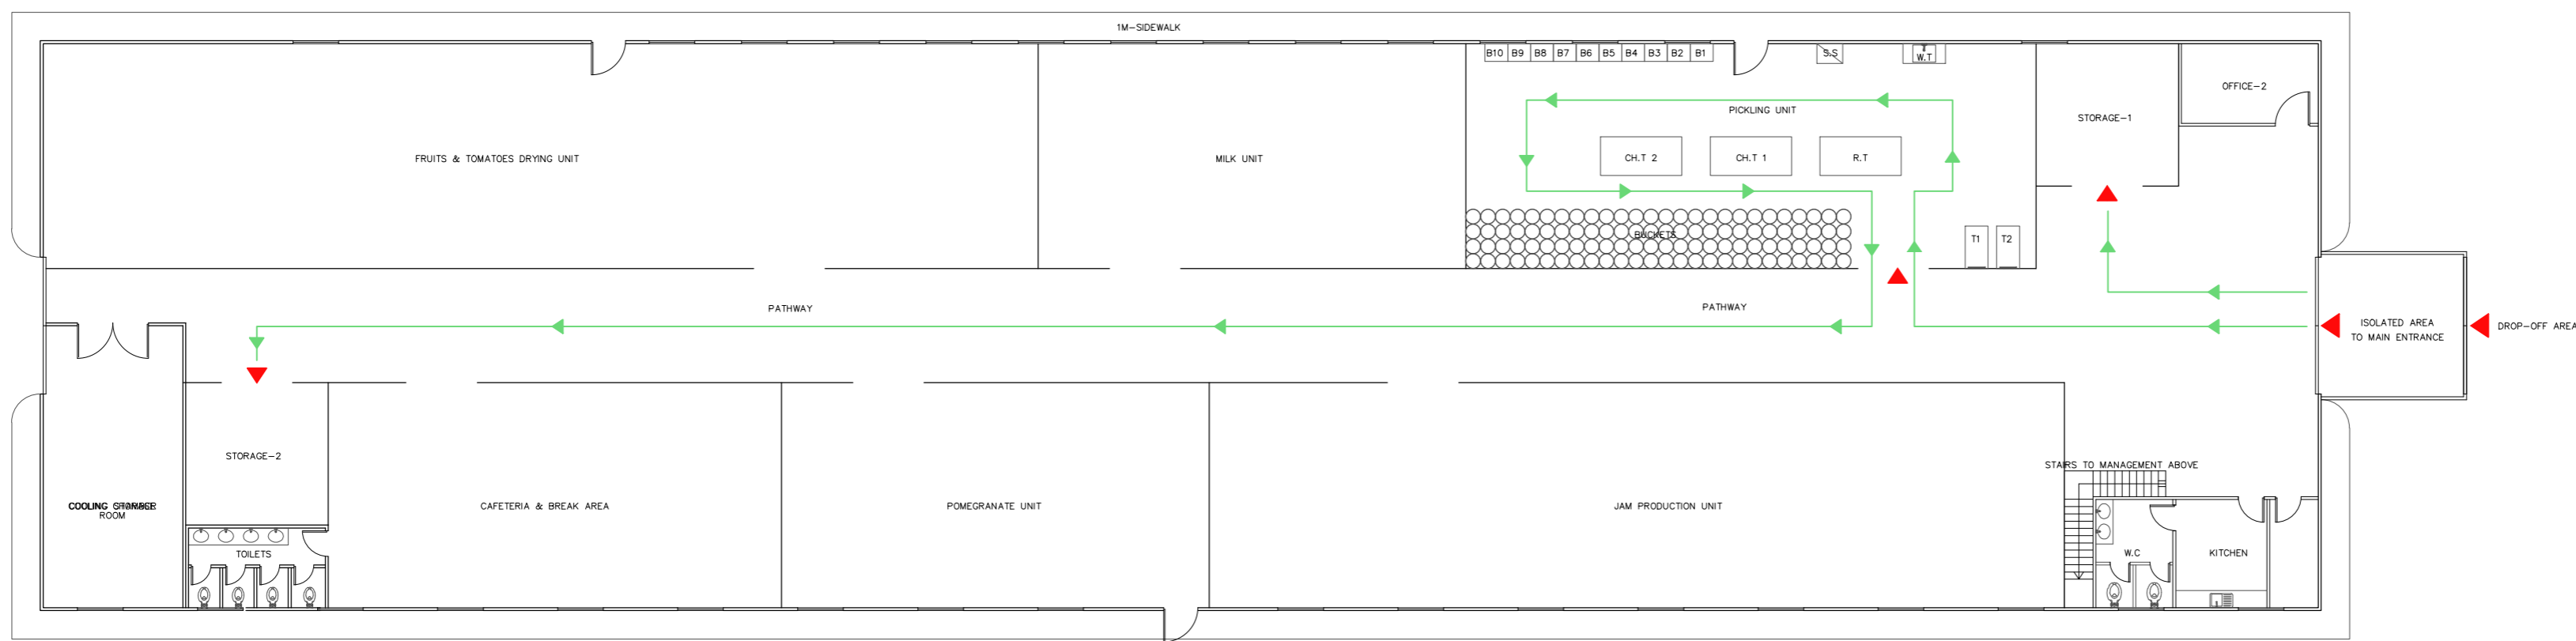 1M-SIDEWALK
B10 B9 B8 B7 B6 B5 B4 B3 B2 B1
S.S
W.T
OFFICE-2
PICKLING UNIT
STORAGE-1
FRUITS & TOMATOES DRYING UNIT
MILK UNIT
CH.T 2
CH.T 1
R.T
BUCKETS
T1
T2
PATHWAY
PATHWAY
ISOLATED AREA
TO MAIN ENTRANCE
DROP-OFF AREA
STORAGE-2
STAIRS TO MANAGEMENT ABOVE
COOLING
ROOM
CAFETERIA & BREAK AREA
POMEGRANATE UNIT
JAM PRODUCTION UNIT
TOILETS
W.C
KITCHEN